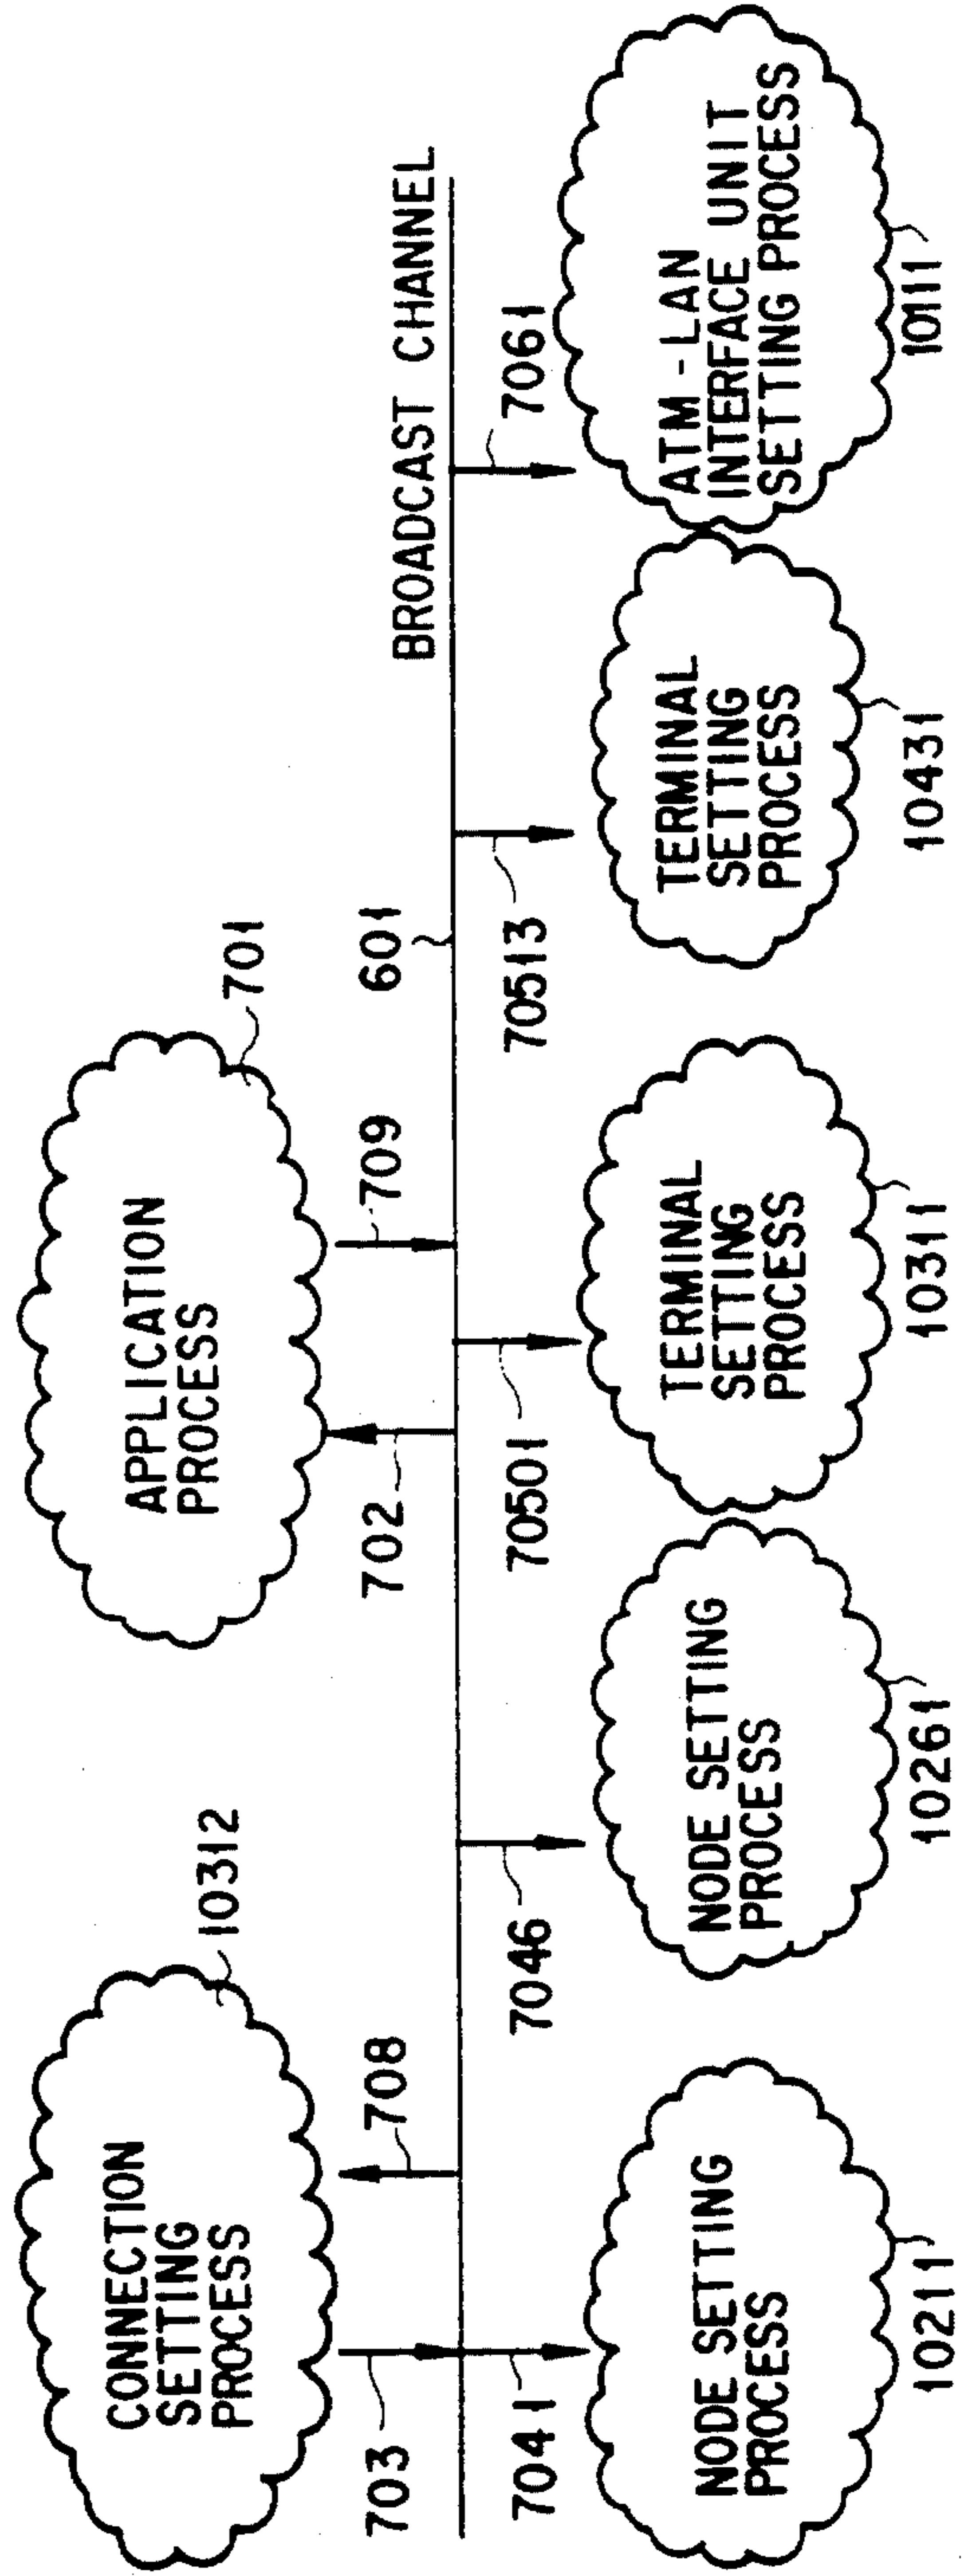 CONNECTION
SETTING
PROCESS
10312
APPLICATION
PROCESS
701
703
708
702
709
601
BROADCAST CHANNEL
7041
7046
70501
70513
7061
NODE SETTING
PROCESS
10211
NODE SETTING
PROCESS
10261
TERMINAL
SETTING
PROCESS
10311
TERMINAL
SETTING
PROCESS
10431
ATM-LAN
INTERFACE UNIT
SETTING PROCESS
10111